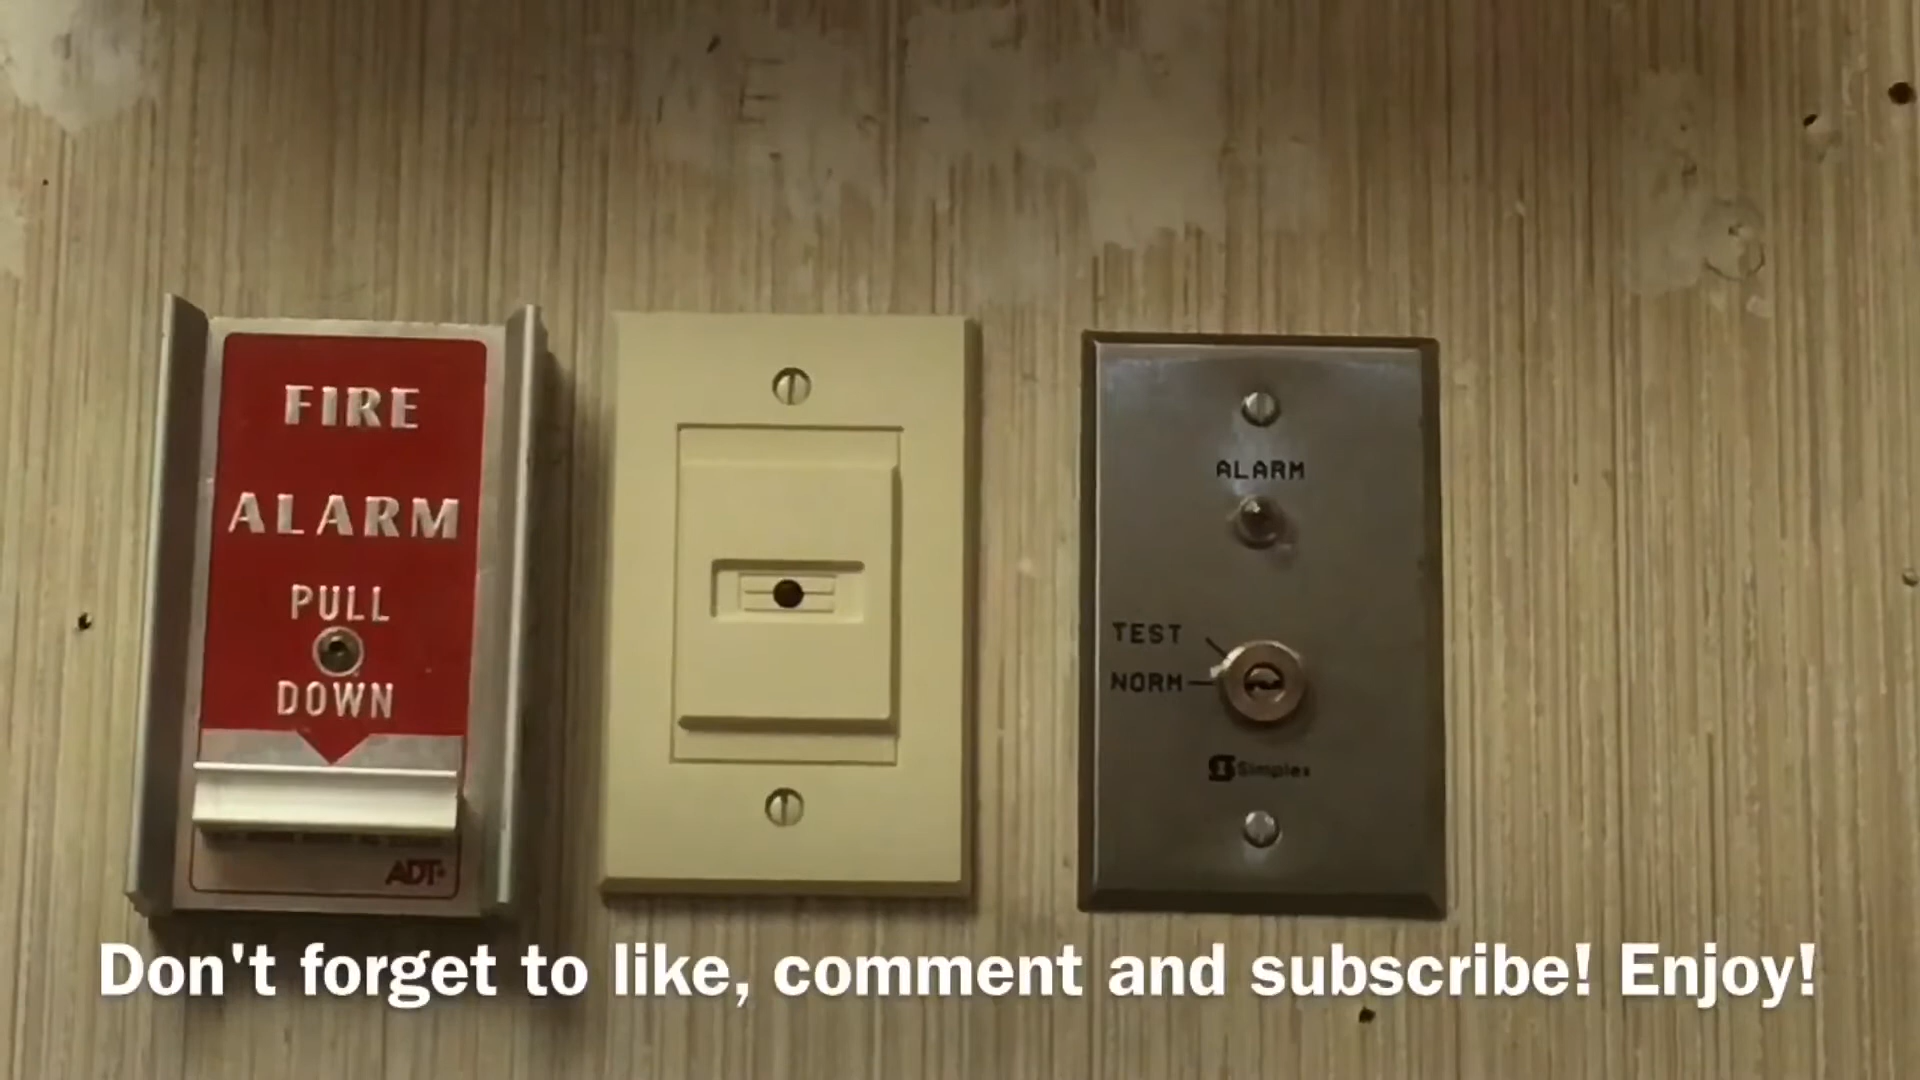 FIRE
ALARM
PULL
DOWN
ADT
ALARM
TEST
NORM
Simplex
Don't forget to like, comment and subscribe! Enjoy!